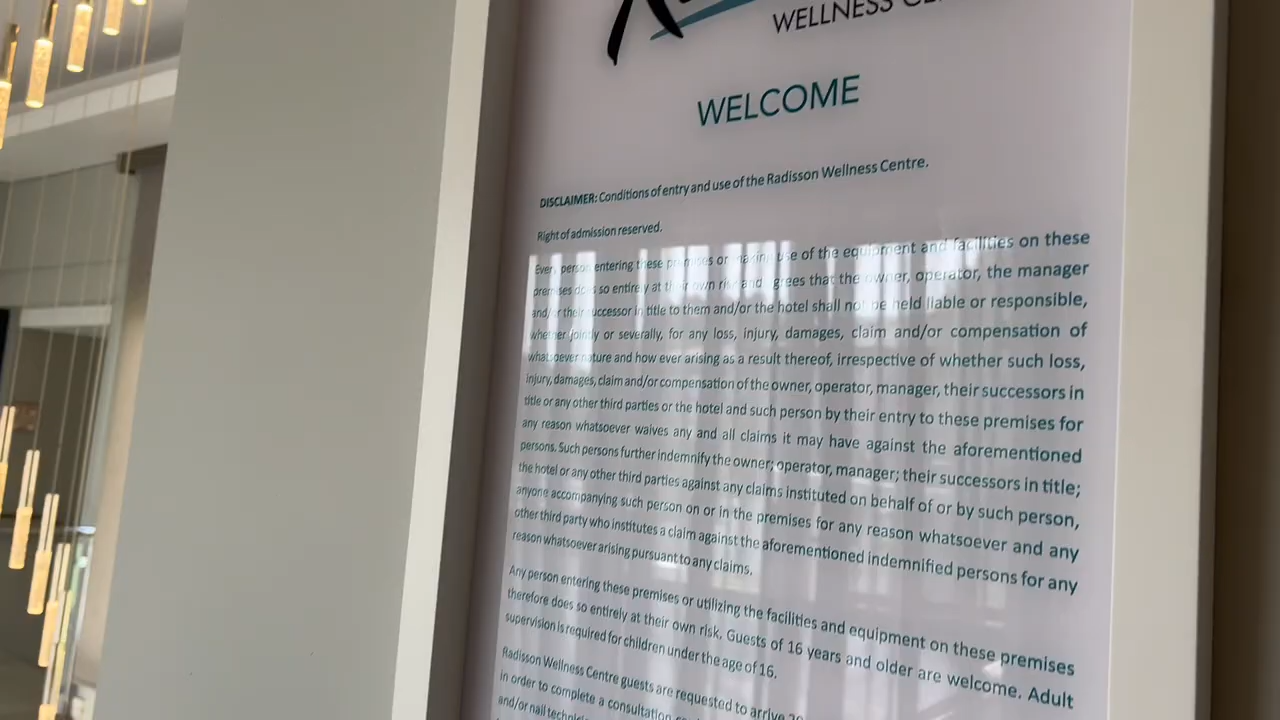 WELLNESS CE
WELCOME
DISCLAIMER: Conditions of entry and use of the Radisson Wellness Centre.
Right of admission reserved.
Every person entering these premises or making use of the equipment and facilities on these
premises does so entirely at their own risk and agrees that the owner, operator, the manager
and/or their successor in title to them and/or the hotel shall not be held liable or responsible,
whether jointly or severally, for any loss, injury, damages, claim and/or compensation of
whatsoever nature and how ever arising as a result thereof, irrespective of whether such loss,
injury, damages, claim and/or compensation of the owner, operator, manager, their successors in
title or any other third parties or the hotel and such person by their entry to these premises for
any reason whatsoever waives any and all claims it may have against the aforementioned
persons. Such persons further indemnify the owner; operator, manager; their successors in title;
the hotel or any other third parties against any claims instituted on behalf of or by such person,
anyone accompanying such person on or in the premises for any reason whatsoever and any
other third party who institutes a claim against the aforementioned indemnified persons for any
reason whatsoever arising pursuant to any claims.
Any person entering these premises or utilizing the facilities and equipment on these premises
therefore does so entirely at their own risk. Guests of 16 years and older are welcome. Adult
supervision is required for children under the age of 16.
Radisson Wellness Centre guests are requested to arrive
in order to complete a consultation
and/or nail